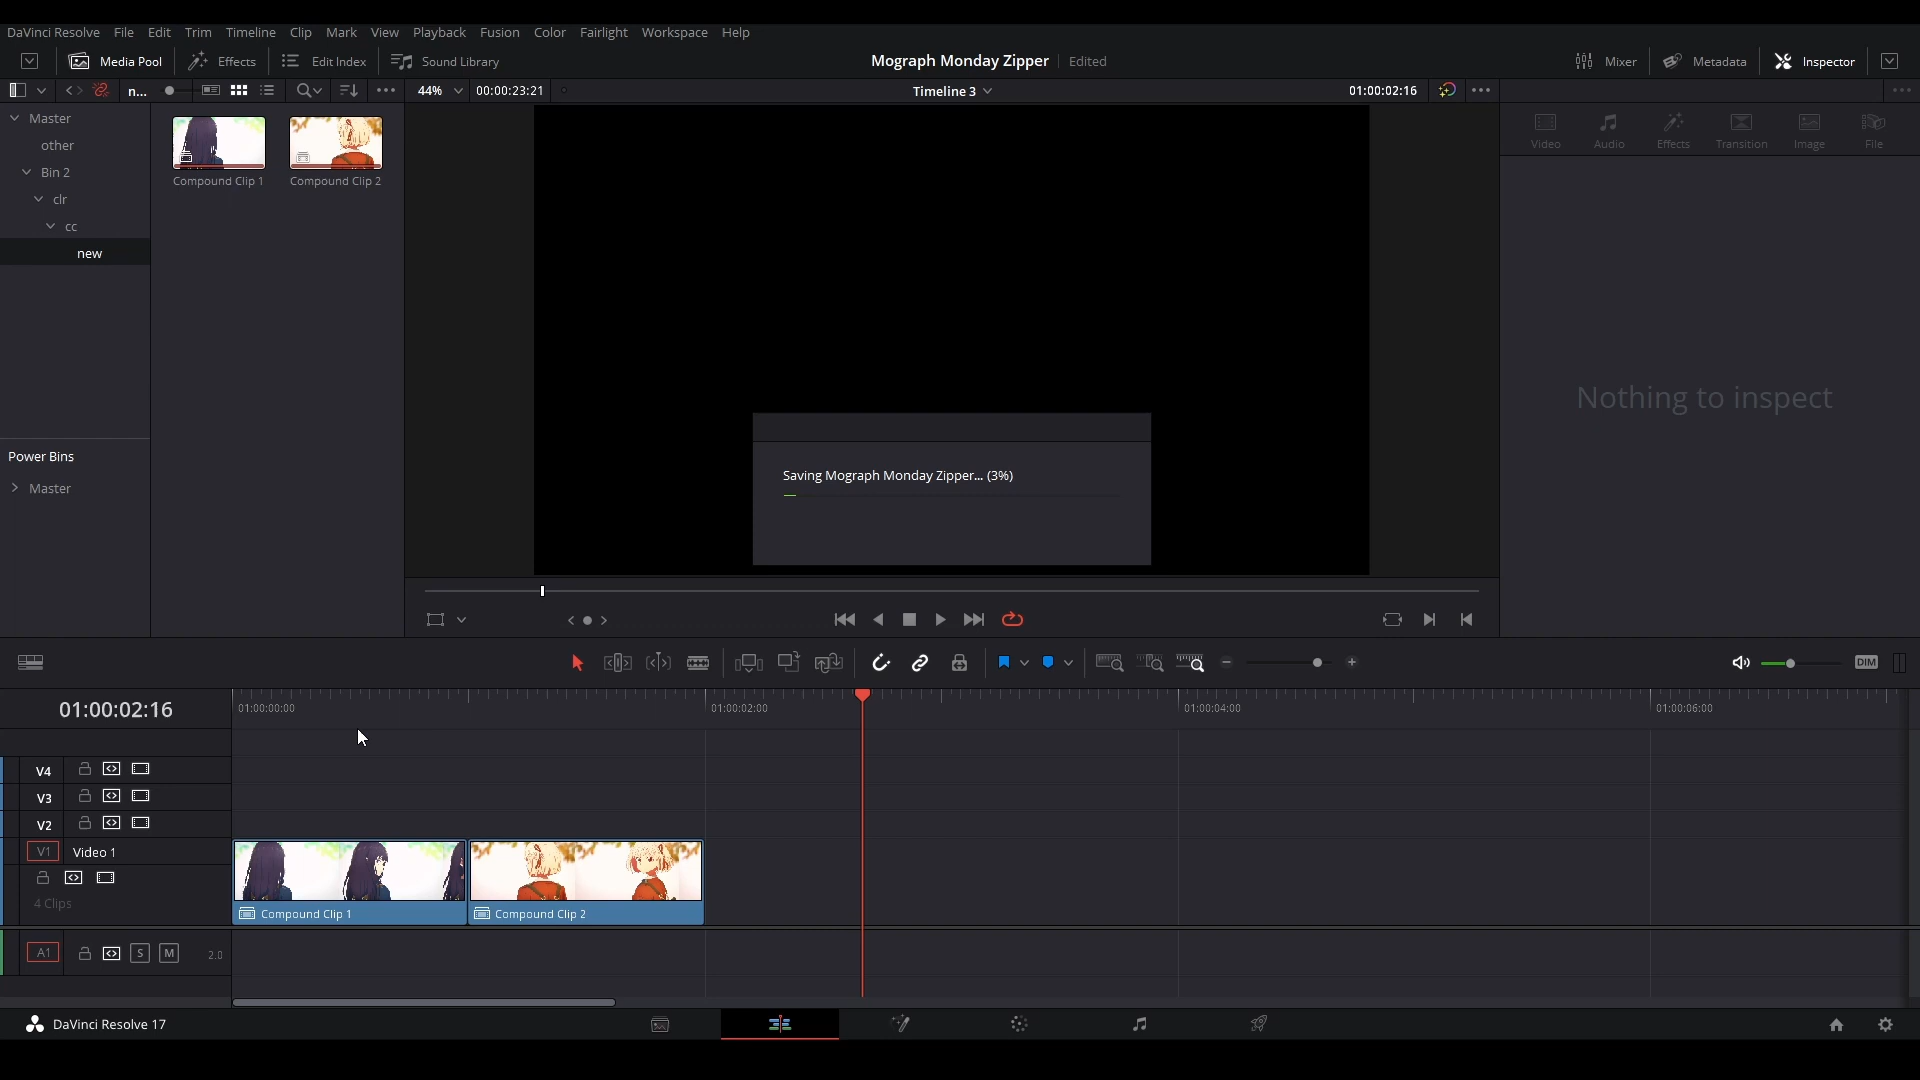 DaVinci Resolve File Edit Trim Timeline Clip Mark View Playback Fusion Color Fairlight Workspace Help
Media Pool Effects Edit Index Sound Library Mograph Monday Zipper Edited Mixer Metadata Inspector
n... 44% 00:00:23:21 Timeline 3 01:00:02:16
Master
other
Bin 2
clr
cc
new
Compound Clip 1 Compound Clip 2
Power Bins
Master
Video Audio Effects Transition Image File
Nothing to inspect
Saving Mograph Monday Zipper... (3%)
DIM
01:00:02:16 01:00:00:00 01:00:02:00 01:00:04:00 01:00:06:00
V4
V3
V2
V1 Video 1
4 Clips
Compound Clip 1 Compound Clip 2
A1 S M 2.0
DaVinci Resolve 17